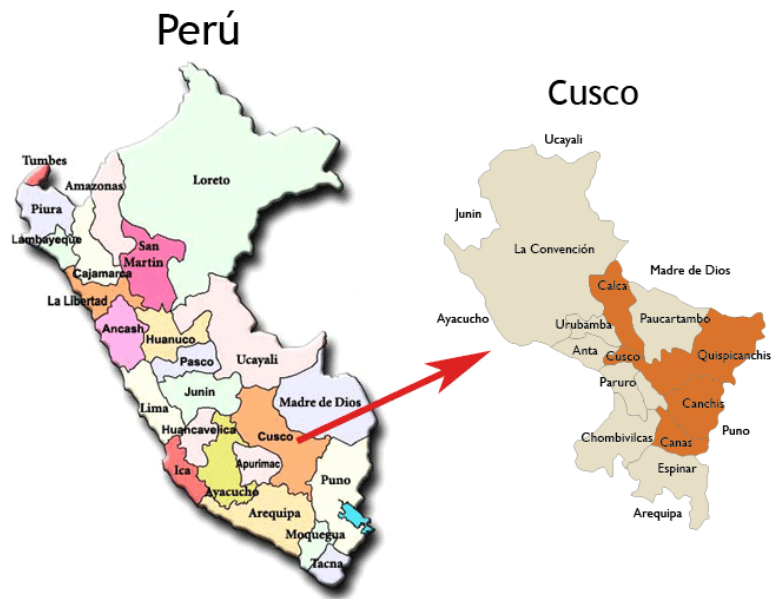 Perú
Tumbes
Amazonas
Loreto
Piura
Lambayeque
San
Martin
Cajamarca
La Libertad
Ancash
Huanuco
Ucayali
Pasco
Junin
Madre de Dios
Lima
Huancavelica
Cusco
Ica
Apurimac
Ayacucho
Puno
Arequipa
Moquegua
Tacna
Cusco
Ucayali
Junin
La Convención
Madre de Dios
Calca
Ayacucho
Urubamba
Paucartambo
Anta
Cusco
Quispicanchis
Paruro
Canchis
Puno
Chombivilcas
Canas
Espinar
Arequipa